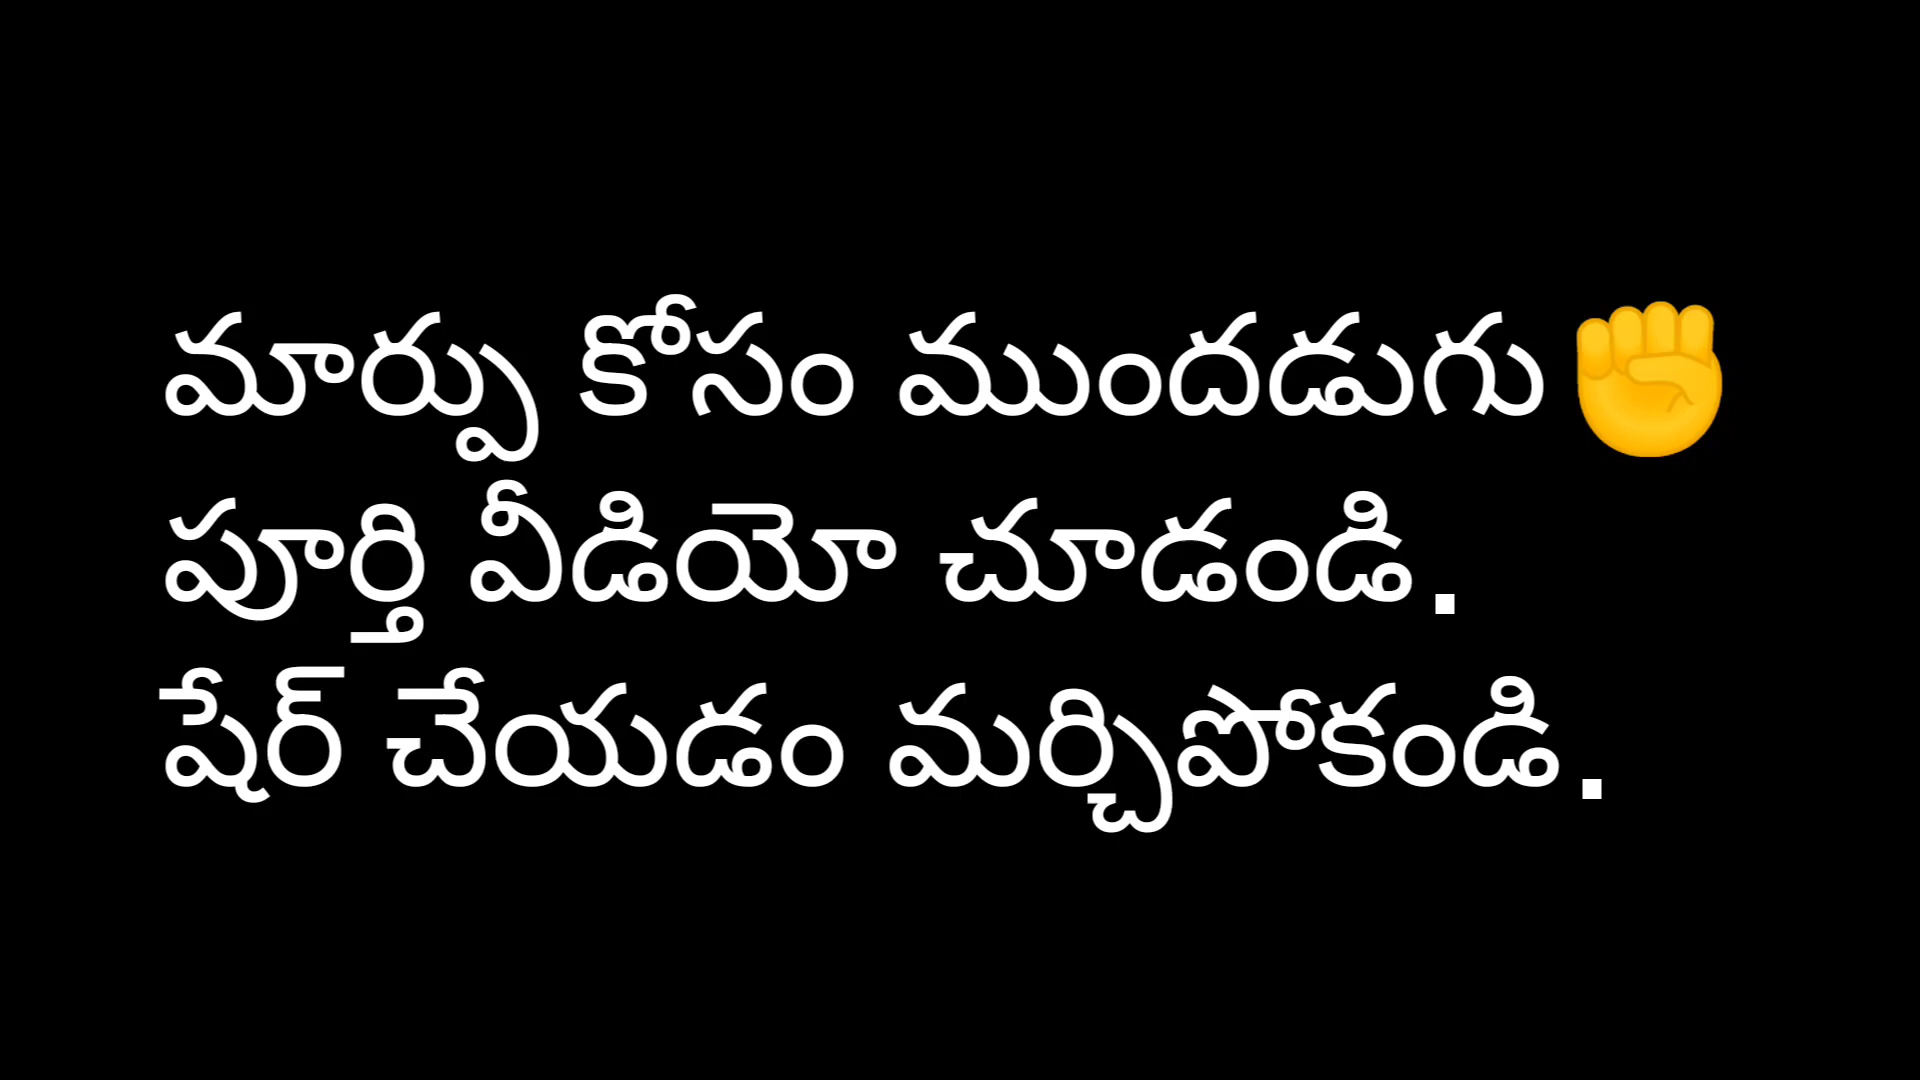 మార్పు కోసం ముందడుగు✊
పూర్తి వీడియో చూడండి.
షేర్ చేయడం మర్చిపోకండి.